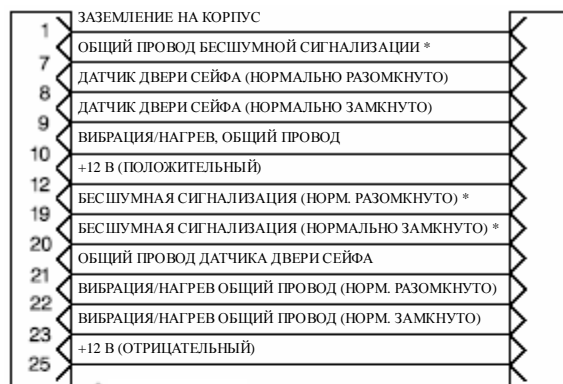 ЗАЗЕМЛЕНИЕ НА КОРПУС
1
ОБЩИЙ ПРОВОД БЕСШУМНОЙ СИГНАЛИЗАЦИИ *
7
ДАТЧИК ДВЕРИ СЕЙФА (НОРМАЛЬНО РАЗОМКНУТО)
8
ДАТЧИК ДВЕРИ СЕЙФА (НОРМАЛЬНО ЗАМКНУТО)
9
ВИБРАЦИЯ/НАГРЕВ, ОБЩИЙ ПРОВОД
10
+12 В (ПОЛОЖИТЕЛЬНЫЙ)
12
БЕСШУМНАЯ СИГНАЛИЗАЦИЯ (НОРМ. РАЗОМКНУТО) *
19
БЕСШУМНАЯ СИГНАЛИЗАЦИЯ (НОРМАЛЬНО ЗАМКНУТО) *
20
ОБЩИЙ ПРОВОД ДАТЧИКА ДВЕРИ СЕЙФА
21
ВИБРАЦИЯ/НАГРЕВ ОБЩИЙ ПРОВОД (НОРМ. РАЗОМКНУТО)
22
ВИБРАЦИЯ/НАГРЕВ ОБЩИЙ ПРОВОД (НОРМ. ЗАМКНУТО)
23
+12 В (ОТРИЦАТЕЛЬНЫЙ)
25